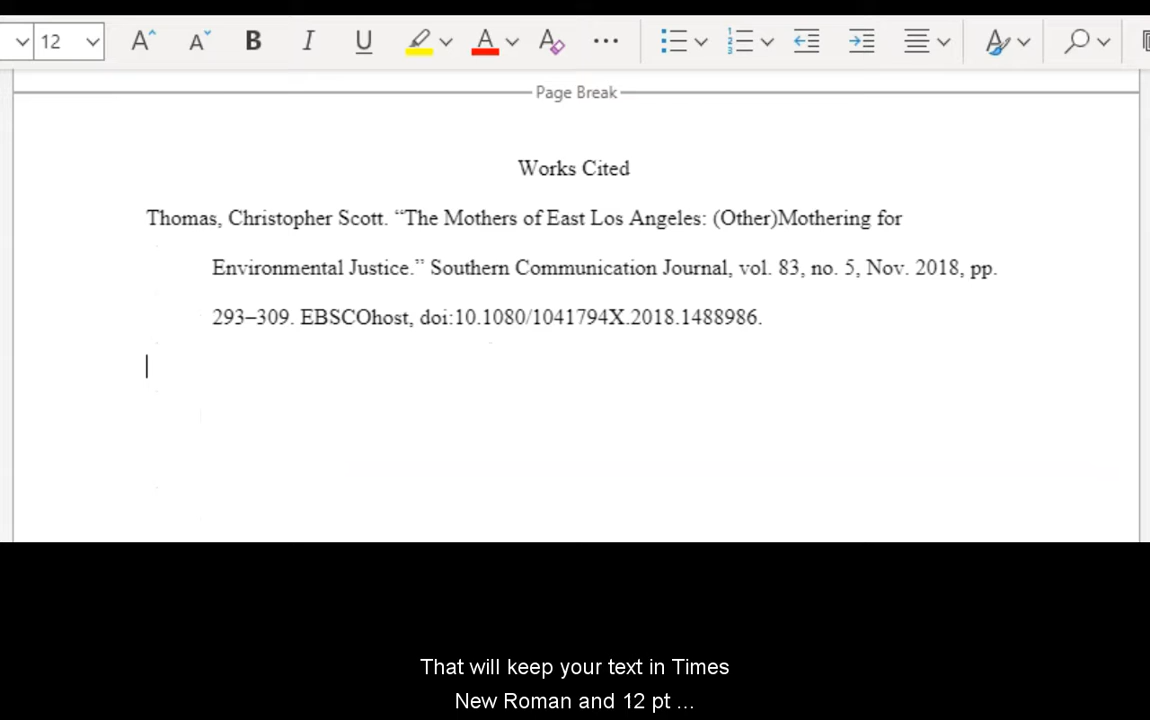 12
A A B I U A A ...
Page Break
Works Cited
Thomas, Christopher Scott. “The Mothers of East Los Angeles: (Other)Mothering for
Environmental Justice.” Southern Communication Journal, vol. 83, no. 5, Nov. 2018, pp.
293–309. EBSCOhost, doi:10.1080/1041794X.2018.1488986.
That will keep your text in Times
New Roman and 12 pt ...